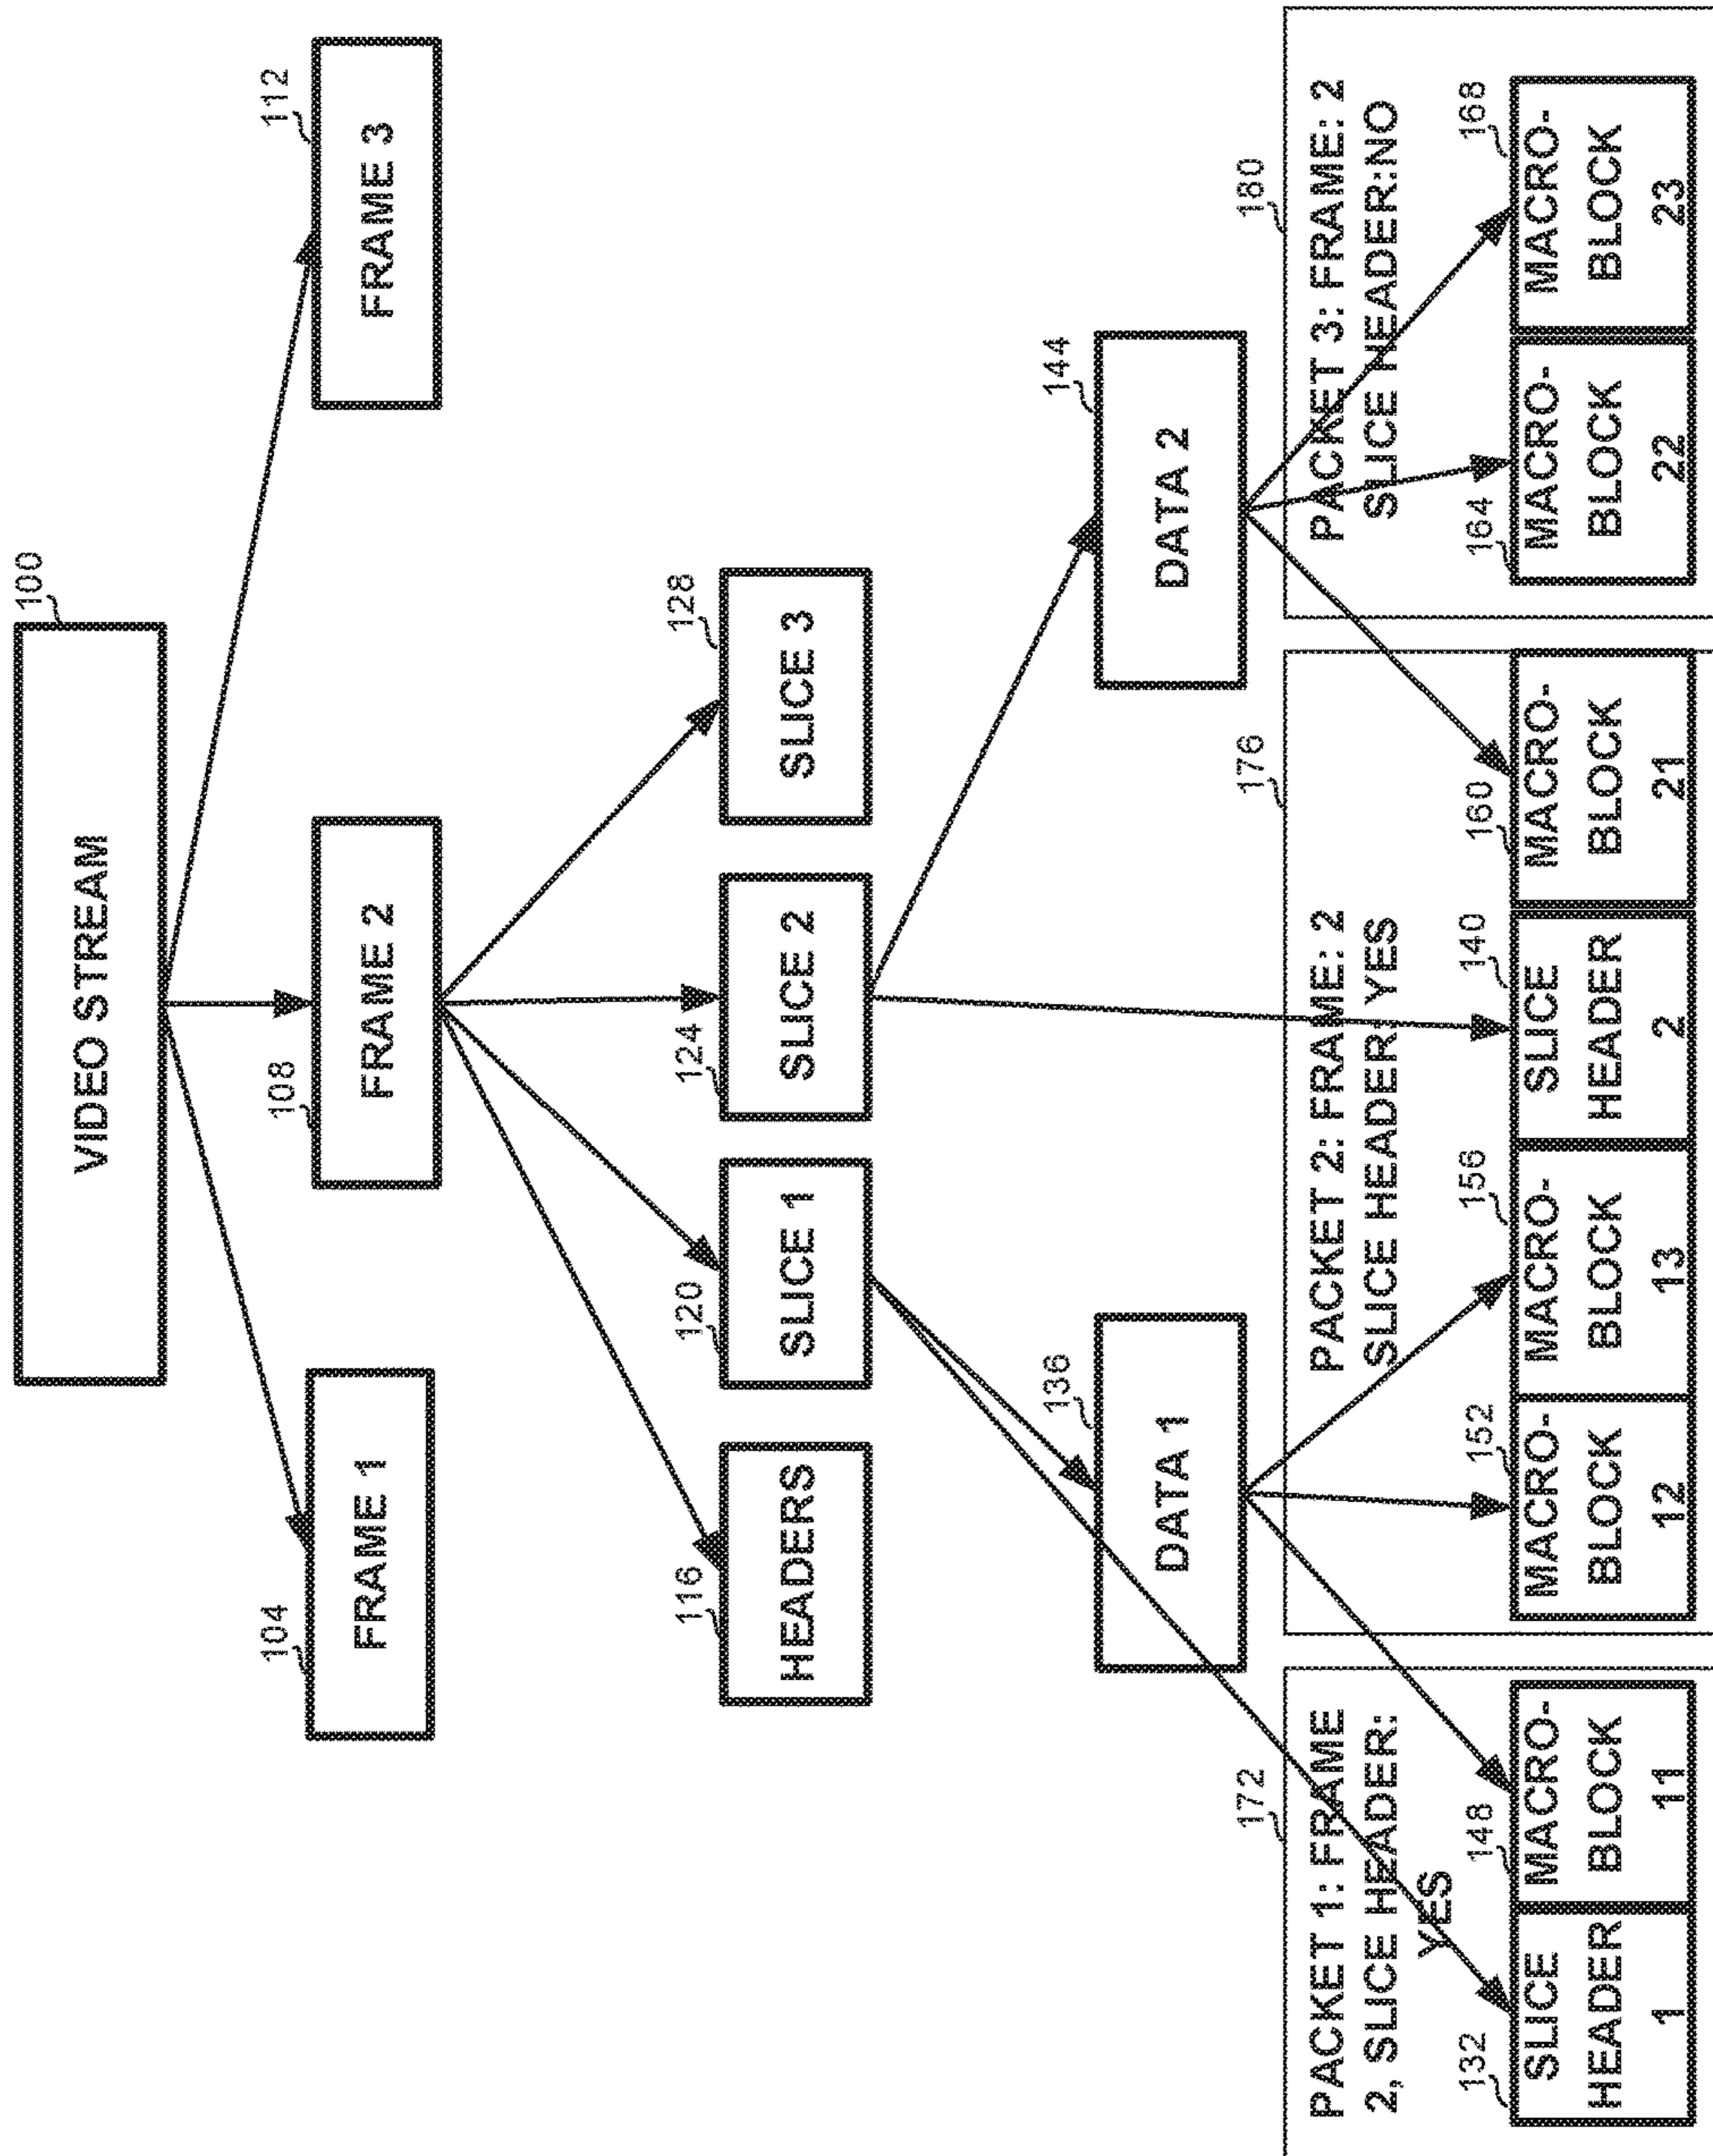 100
VIDEO STREAM
104
FRAME 1
108
FRAME 2
112
FRAME 3
116
HEADERS
120
SLICE 1
124
SLICE 2
128
SLICE 3
136
DATA 1
144
DATA 2
172
PACKET 1: FRAME
2, SLICE HEADER:
YES
132
SLICE
HEADER
1
148
MACRO-
BLOCK
11
176
PACKET 2: FRAME: 2
SLICE HEADER: YES
152
MACRO-
BLOCK
12
156
MACRO-
BLOCK
13
140
SLICE
HEADER
2
160
MACRO-
BLOCK
21
180
PACKET 3: FRAME: 2
SLICE HEADER:NO
164
MACRO-
BLOCK
22
168
MACRO-
BLOCK
23